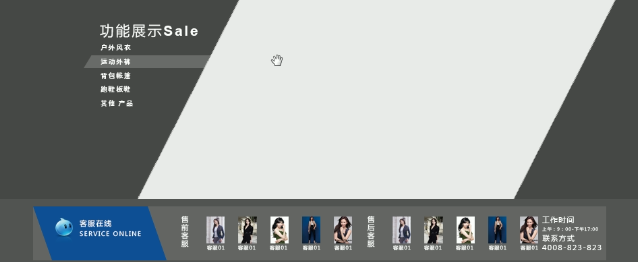 功能展示Sale
户外风衣
运动外裤
背包帐篷
跑鞋板鞋
其他 产品
客服在线
SERVICE ONLINE
售前客服
客服01 客服01 客服01 客服01 客服01
售后客服
客服01 客服01 客服01 客服01 客服01
工作时间
上午：9：00-下午17:00
联系方式
4008-823-823